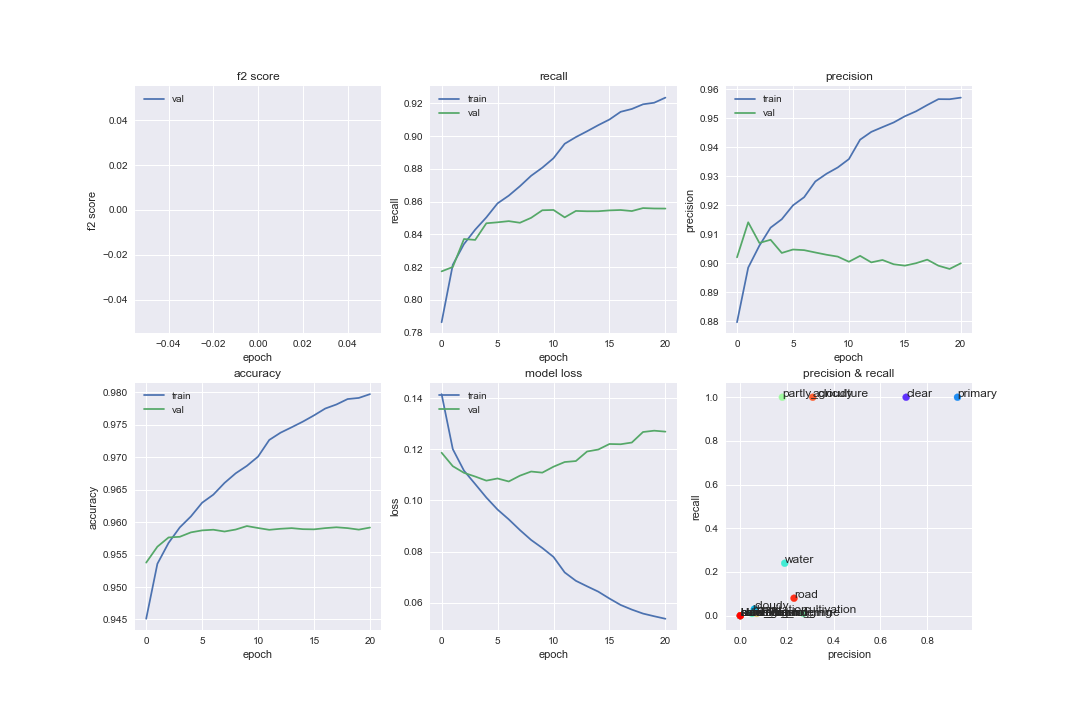 f2 score
val
0.04
0.02
0.00
−0.02
−0.04
f2 score
−0.04
−0.02
0.00
0.02
0.04
epoch
recall
train
val
0.92
0.90
0.88
0.86
0.84
0.82
0.80
0.78
recall
0
5
10
15
20
epoch
precision
train
val
0.96
0.95
0.94
0.93
0.92
0.91
0.90
0.89
0.88
precision
0
5
10
15
20
epoch
accuracy
train
val
0.980
0.975
0.970
0.965
0.960
0.955
0.950
0.945
accuracy
0
5
10
15
20
epoch
model loss
train
val
0.14
0.12
0.10
0.08
0.06
loss
0
5
10
15
20
epoch
precision & recall
partly_cloudy
agriculture
clear
primary
water
road
cloudy
cultivation
1.0
0.8
0.6
0.4
0.2
0.0
recall
0.0
0.2
0.4
0.6
0.8
precision